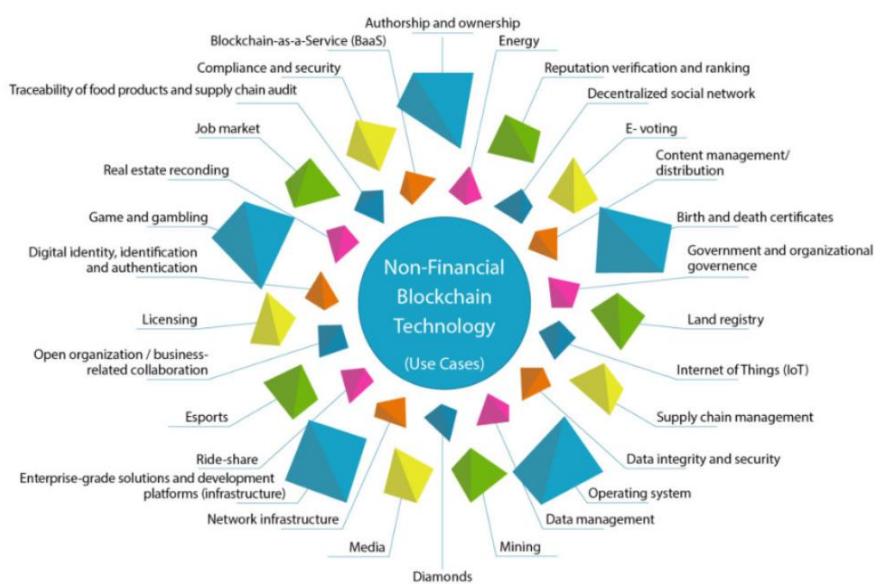 Authorship and ownership
Blockchain-as-a-Service (BaaS)
Energy
Compliance and security
Reputation verification and ranking
Traceability of food products and supply chain audit
Decentralized social network
Job market
E- voting
Real estate reconding
Content management/
distribution
Game and gambling
Birth and death certificates
Digital identity, identification
and authentication
Government and organizational
governence
Licensing
Land registry
Open organization / business-
related collaboration
Internet of Things (IoT)
Esports
Supply chain management
Ride-share
Data integrity and security
Enterprise-grade solutions and development
platforms (infrastructure)
Operating system
Network infrastructure
Data management
Media
Mining
Diamonds
Non-Financial
Blockchain
Technology
(Use Cases)